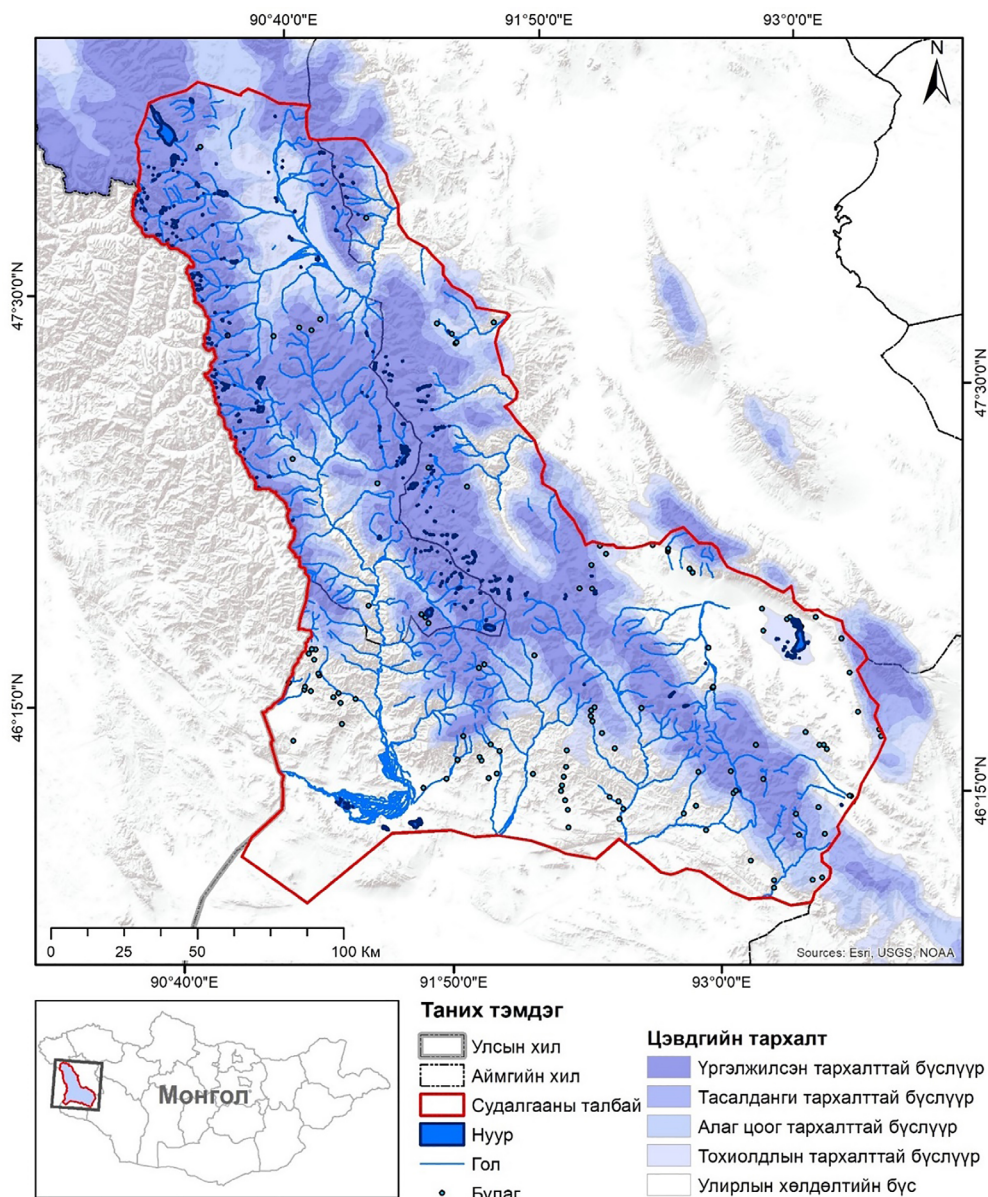 90°40'0"E 91°50'0"E 93°0'0"E
N
47°30'0"N
47°30'0"N
46°15'0"N
46°15'0"N
0 25 50 100 Км
Sources: Esri, USGS, NOAA
90°40'0"E 91°50'0"E 93°0'0"E
Монгол
Таних тэмдэг
Улсын хил
Аймгийн хил
Судалгааны талбай
Нуур
Гол
Булаг
Цэвдгийн тархалт
Үргэлжилсэн тархалттай бүслүүр
Тасалданги тархалттай бүслүүр
Алаг цоог тархалттай бүслүүр
Тохиолдлын тархалттай бүслүүр
Улирлын хөлдөлтийн бүс